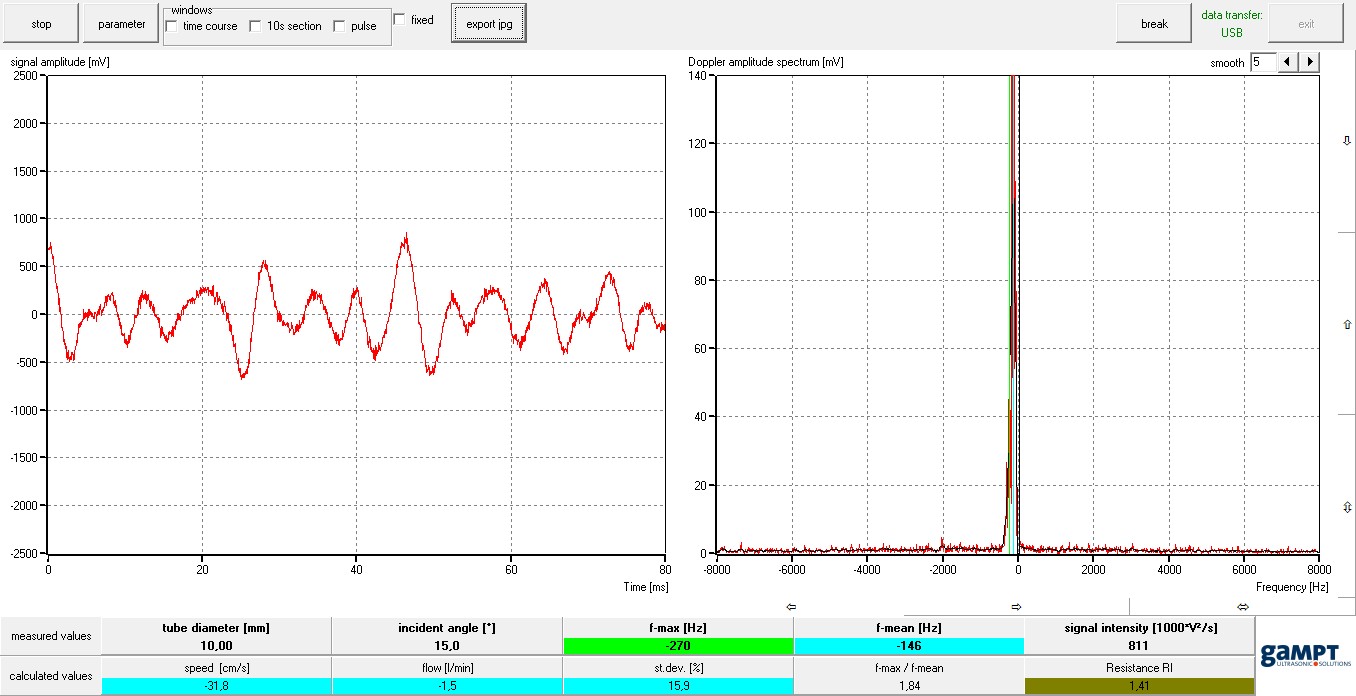 stop
parameter
windows
time course
10s section
pulse
fixed
export jpg
break
data transfer:
USB
exit
signal amplitude [mV]
2500
2000
1500
1000
500
0
-500
-1000
-1500
-2000
-2500
0 20 40 60 80
Time [ms]
Doppler amplitude spectrum [mV]
smooth 5
140
120
100
80
60
40
20
0
-8000 -6000 -4000 -2000 0 2000 4000 6000 8000
Frequency [Hz]
measured values
tube diameter [mm] incident angle [°] f-max [Hz] f-mean [Hz] signal intensity [1000*V²/s]
10,00 15,0 -270 -146 811
calculated values
speed [cm/s] flow [l/min] st.dev. [%] f-max / f-mean Resistance RI
-31,8 -1,5 15,9 1,84 1,41
gAMPT
ULTRASONIC SOLUTIONS